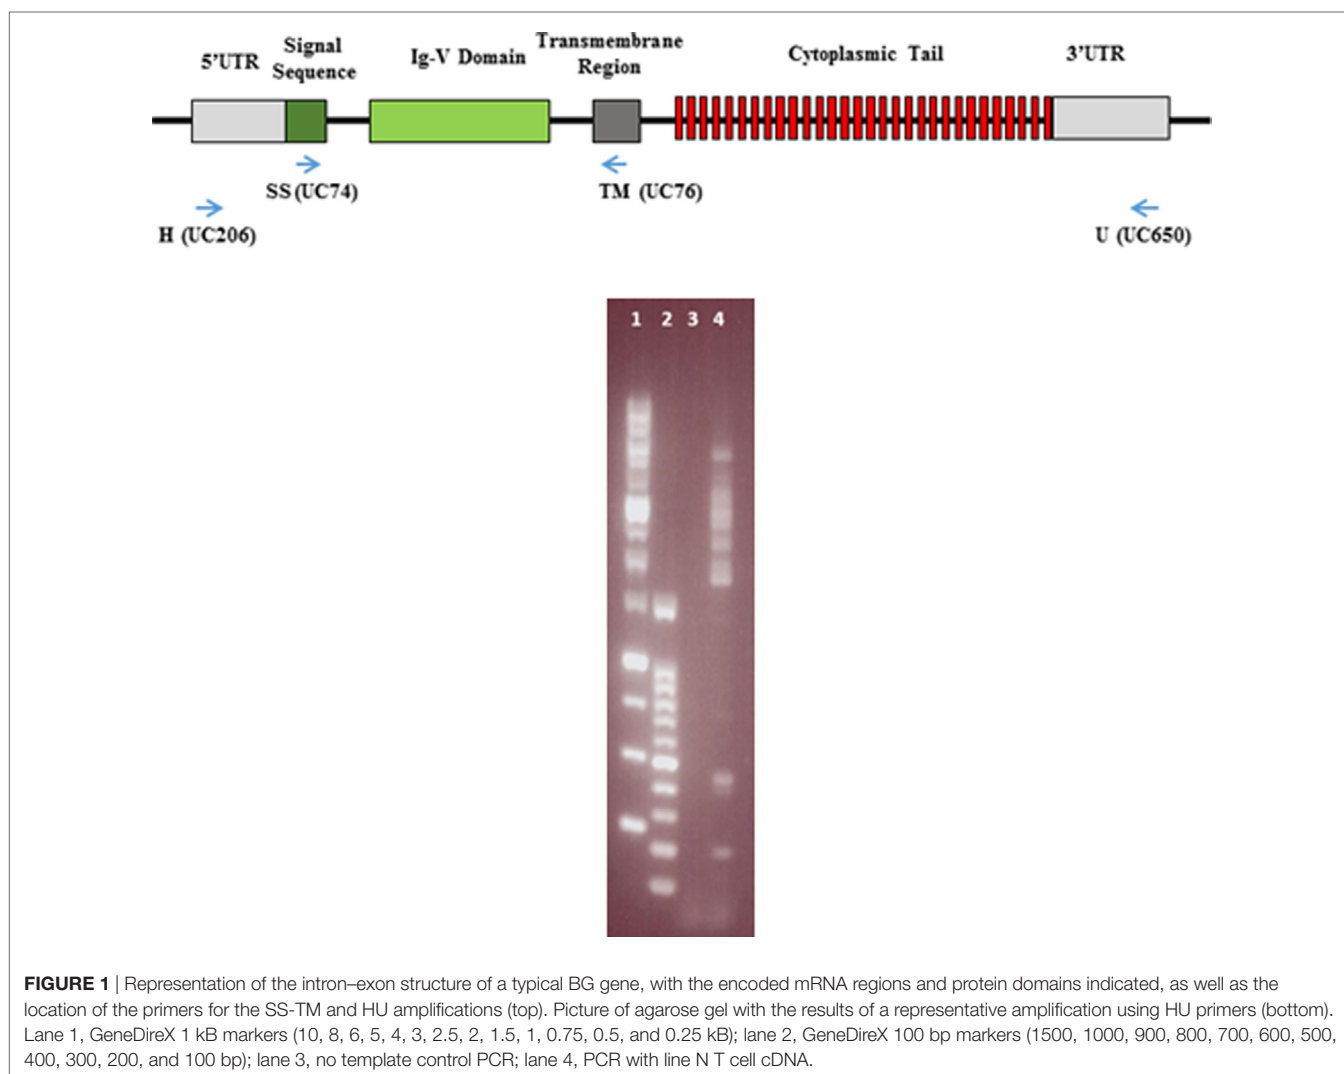 5'UTR Signal Sequence Ig-V Domain Transmembrane Region Cytoplasmic Tail 3'UTR
SS (UC74) TM (UC76)
H (UC206) U (UC650)
1 2 3 4
FIGURE 1 | Representation of the intron–exon structure of a typical BG gene, with the encoded mRNA regions and protein domains indicated, as well as the
location of the primers for the SS-TM and HU amplifications (top). Picture of agarose gel with the results of a representative amplification using HU primers (bottom).
Lane 1, GeneDireX 1 kB markers (10, 8, 6, 5, 4, 3, 2.5, 2, 1.5, 1, 0.75, 0.5, and 0.25 kB); lane 2, GeneDireX 100 bp markers (1500, 1000, 900, 800, 700, 600, 500,
400, 300, 200, and 100 bp); lane 3, no template control PCR; lane 4, PCR with line N T cell cDNA.